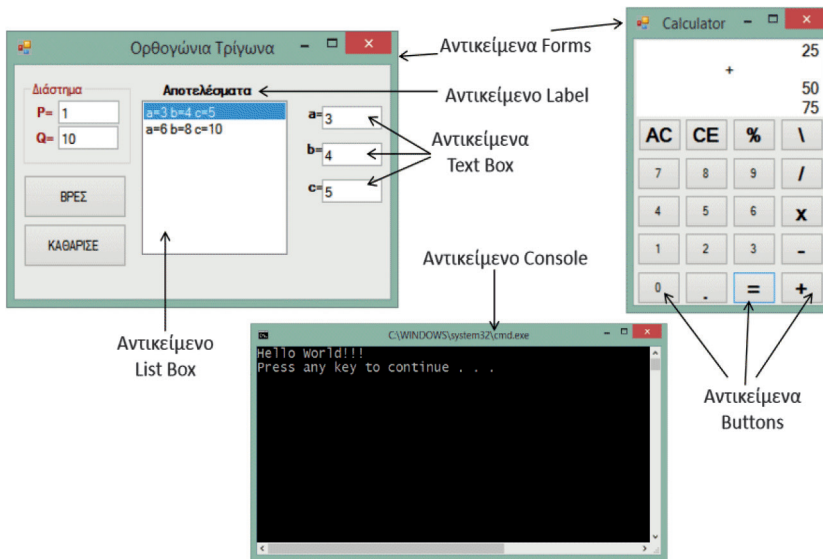 Ορθογώνια Τρίγωνα
Διάστημα
P= 1
Q= 10
ΒΡΕΣ
ΚΑΘΑΡΙΣΕ
Αποτελέσματα
a=3 b=4 c=5
a=6 b=8 c=10
a= 3
b= 4
c= 5
Αντικείμενα Forms
Αντικείμενο Label
Αντικείμενα
Text Box
Calculator
25
+
50
75
AC CE % \
7 8 9 /
4 5 6 x
1 2 3 -
0 . = +
Αντικείμενο Console
Αντικείμενο
List Box
C:\WINDOWS\system32\cmd.exe
Hello World!!!
Press any key to continue . . .
Αντικείμενα
Buttons